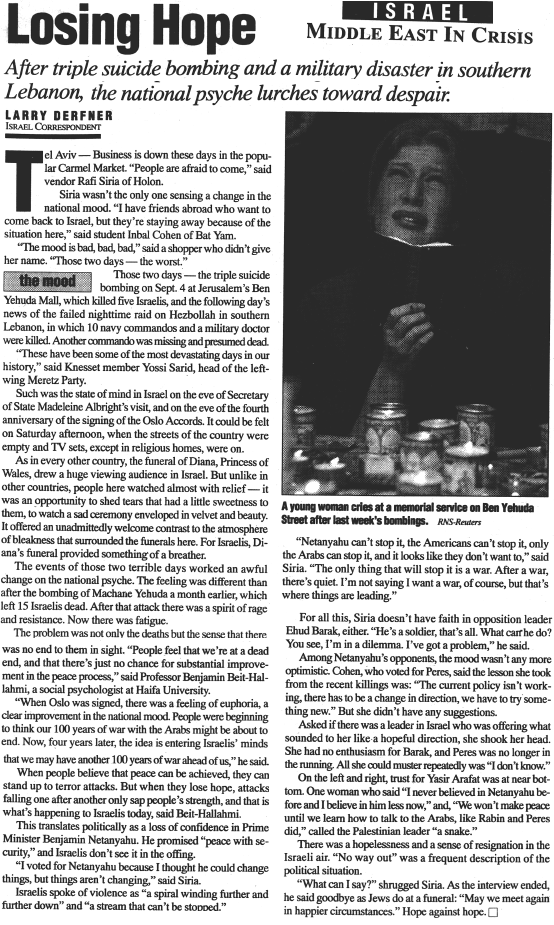 Losing Hope
ISRAEL
MIDDLE EAST IN CRISIS
After triple suicide bombing and a military disaster in southern
Lebanon, the national psyche lurches toward despair.
LARRY DERFNER
ISRAEL CORRESPONDENT
Tel Aviv — Business is down these days in the popu-
lar Carmel Market. "People are afraid to come," said
vendor Rafi Siria of Holon.
Siria wasn't the only one sensing a change in the
national mood. "I have friends abroad who want to
come back to Israel, but they're staying away because of the
situation here," said student Inbal Cohen of Bat Yam.
"The mood is bad, bad, bad," said a shopper who didn't give
her name. "Those two days — the worst."
the mood
Those two days — the triple suicide
bombing on Sept. 4 at Jerusalem's Ben
Yehuda Mall, which killed five Israelis, and the following day's
news of the failed nighttime raid on Hezbollah in southern
Lebanon, in which 10 navy commandos and a military doctor
were killed. Another commando was missing and presumed dead.
"These have been some of the most devastating days in our
history," said Knesset member Yossi Sarid, head of the left-
wing Meretz Party.
Such was the state of mind in Israel on the eve of Secretary
of State Madeleine Albright's visit, and on the eve of the fourth
anniversary of the signing of the Oslo Accords. It could be felt
on Saturday afternoon, when the streets of the country were
empty and TV sets, except in religious homes, were on.
As in every other country, the funeral of Diana, Princess of
Wales, drew a huge viewing audience in Israel. But unlike in
other countries, people here watched almost with relief — it
was an opportunity to shed tears that had a little sweetness to
them, to watch a sad ceremony enveloped in velvet and beauty.
It offered an unadmittedly welcome contrast to the atmosphere
of bleakness that surrounded the funerals here. For Israelis, Di-
ana's funeral provided something of a breather.
The events of those two terrible days worked an awful
change on the national psyche. The feeling was different than
after the bombing of Machane Yehuda a month earlier, which
left 15 Israelis dead. After that attack there was a spirit of rage
and resistance. Now there was fatigue.
The problem was not only the deaths but the sense that there
was no end to them in sight. "People feel that we're at a dead
end, and that there's just no chance for substantial improve-
ment in the peace process," said Professor Benjamin Beit-Hal-
lahmi, a social psychologist at Haifa University.
"When Oslo was signed, there was a feeling of euphoria, a
clear improvement in the national mood. People were beginning
to think our 100 years of war with the Arabs might be about to
end. Now, four years later, the idea is entering Israelis' minds
that we may have another 100 years of war ahead of us," he said.
When people believe that peace can be achieved, they can
stand up to terror attacks. But when they lose hope, attacks
falling one after another only sap people's strength, and that is
what's happening to Israelis today, said Beit-Hallahmi.
This translates politically as a loss of confidence in Prime
Minister Benjamin Netanyahu. He promised "peace with se-
curity," and Israelis don't see it in the offing.
"I voted for Netanyahu because I thought he could change
things, but things aren't changing," said Siria.
Israelis spoke of violence as "a spiral winding further and
further down" and "a stream that can't be stopped."
A young woman cries at a memorial service on Ben Yehuda
Street after last week's bombings. RNS-Reuters
"Netanyahu can't stop it, the Americans can't stop it, only
the Arabs can stop it, and it looks like they don't want to," said
Siria. "The only thing that will stop it is a war. After a war,
there's quiet. I'm not saying I want a war, of course, but that's
where things are leading."
For all this, Siria doesn't have faith in opposition leader
Ehud Barak, either. "He's a soldier, that's all. What can he do?
You see, I'm in a dilemma. I've got a problem," he said.
Among Netanyahu's opponents, the mood wasn't any more
optimistic. Cohen, who voted for Peres, said the lesson she took
from the recent killings was: "The current policy isn't work-
ing, there has to be a change in direction, we have to try some-
thing new." But she didn't have any suggestions.
Asked if there was a leader in Israel who was offering what
sounded to her like a hopeful direction, she shook her head.
She had no enthusiasm for Barak, and Peres was no longer in
the running. All she could muster repeatedly was "I don't know."
On the left and right, trust for Yasir Arafat was at near bot-
tom. One woman who said "I never believed in Netanyahu be-
fore and I believe in him less now," and, "We won't make peace
until we learn how to talk to the Arabs, like Rabin and Peres
did," called the Palestinian leader "a snake."
There was a hopelessness and a sense of resignation in the
Israeli air. "No way out" was a frequent description of the
political situation.
"What can I say?" shrugged Siria. As the interview ended,
he said goodbye as Jews do at a funeral: "May we meet again
in happier circumstances." Hope against hope. □